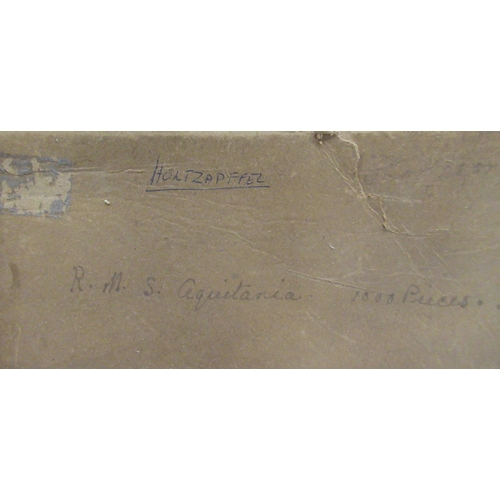 HOLTZAPFFEL
R. M. S. Aquitania 1000 Pieces.